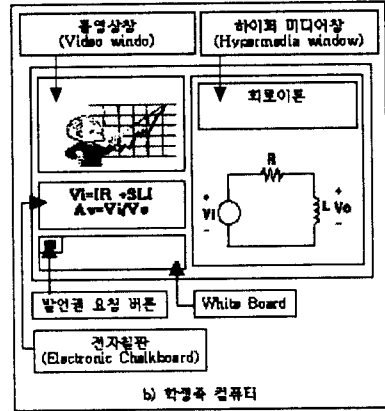 동영상창
(Video windo)
하이퍼 미디어창
(Hypermedia window)
회로이론
R
+
Vi
-
L
+
Vo
-
Vi=IR +SLI
Av=Vi/Vo
발언권 요청 버튼
White Board
전자칠판
(Electronic Chalkboard)
b) 학생측 컴퓨터